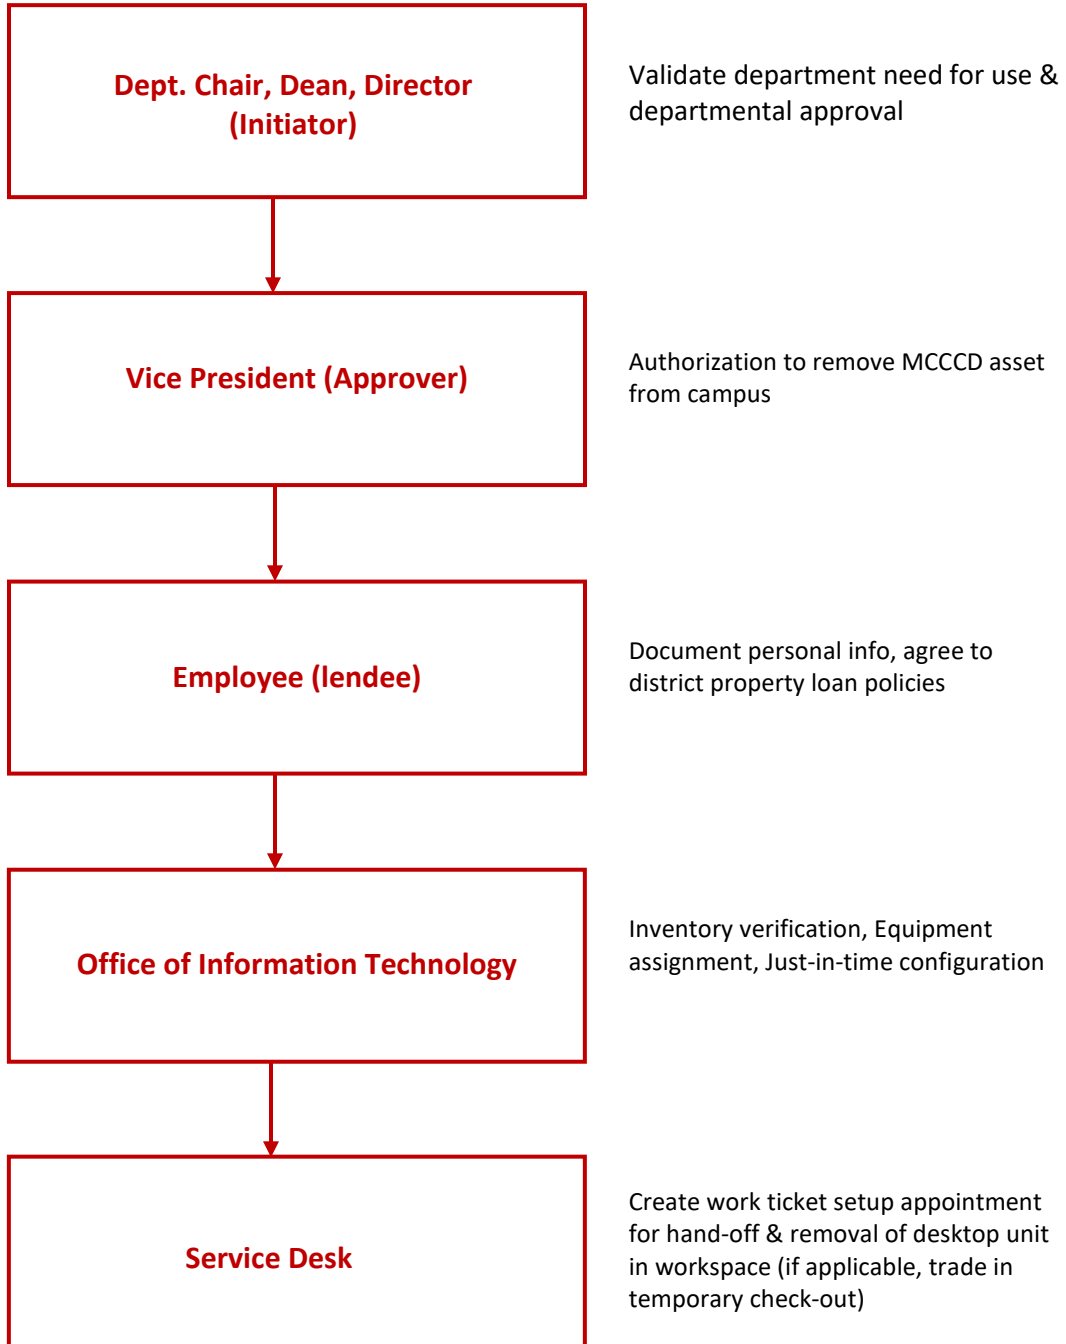 Dept. Chair, Dean, Director
(Initiator)
Validate department need for use &
departmental approval
Vice President (Approver)
Authorization to remove MCCCD asset
from campus
Employee (lendee)
Document personal info, agree to
district property loan policies
Office of Information Technology
Inventory verification, Equipment
assignment, Just-in-time configuration
Service Desk
Create work ticket setup appointment
for hand-off & removal of desktop unit
in workspace (if applicable, trade in
temporary check-out)